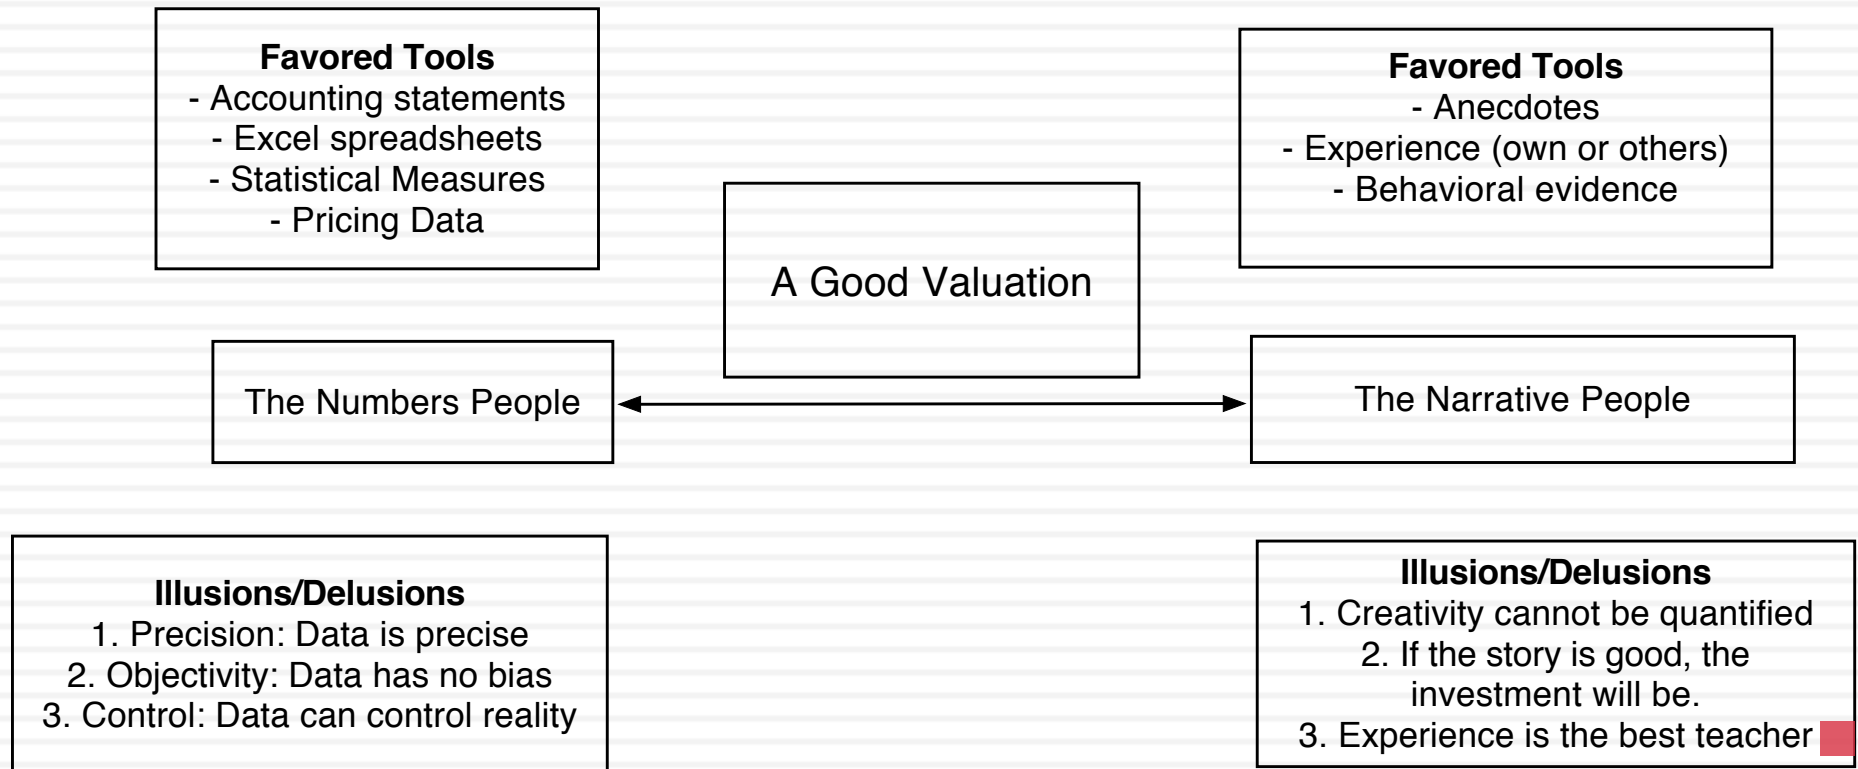 Favored Tools
- Accounting statements
- Excel spreadsheets
- Statistical Measures
- Pricing Data
Favored Tools
- Anecdotes
- Experience (own or others)
- Behavioral evidence
A Good Valuation
The Numbers People
The Narrative People
Illusions/Delusions
1. Precision: Data is precise
2. Objectivity: Data has no bias
3. Control: Data can control reality
Illusions/Delusions
1. Creativity cannot be quantified
2. If the story is good, the
investment will be.
3. Experience is the best teacher